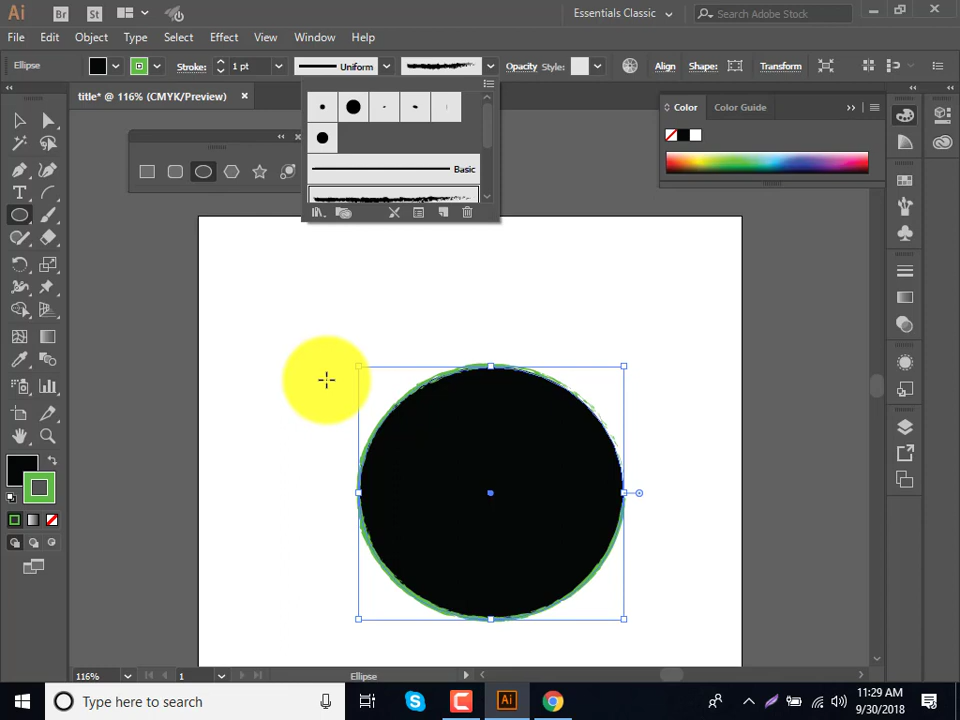 Ai Br St Essentials Classic Search Adobe Stock
File Edit Object Type Select Effect View Window Help
Ellipse Stroke: 1 pt Uniform Opacity Style: Align Shape: Transform
title* @ 116% (CMYK/Preview) ×
Color Color Guide
Basic
116% 1 Ellipse
Type here to search Ai 11:29 AM
9/30/2018